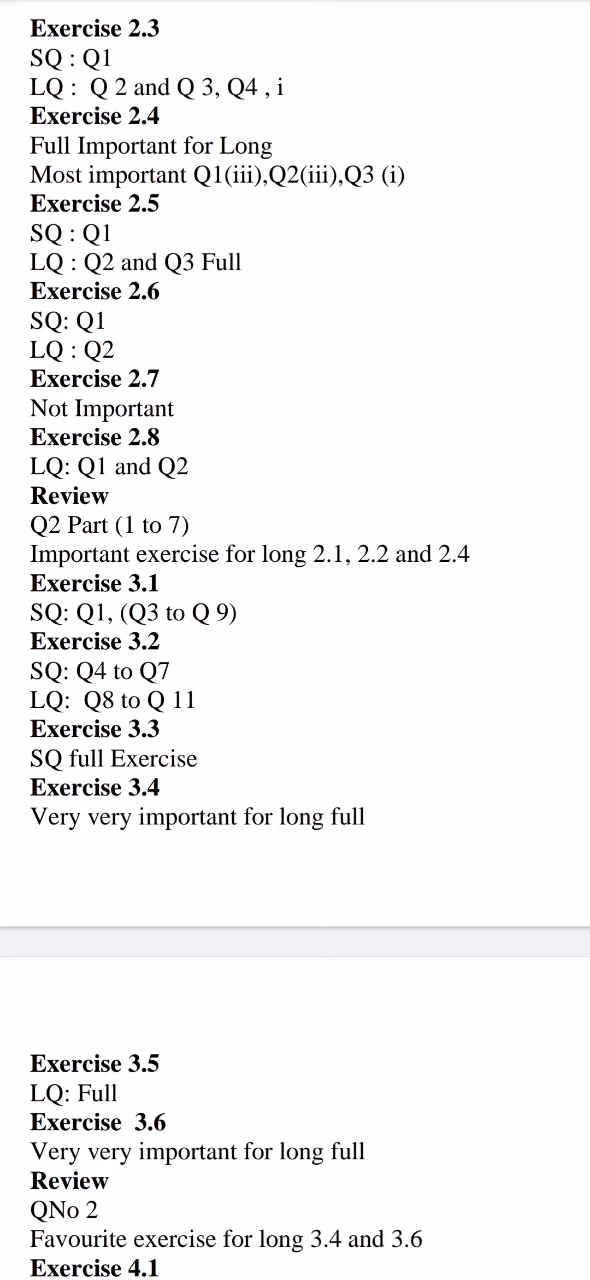 Exercise 2.3
SQ : Q1
LQ :  Q 2 and Q 3, Q4 , i
Exercise 2.4
Full Important for Long
Most important Q1(iii),Q2(iii),Q3 (i)
Exercise 2.5
SQ : Q1
LQ : Q2 and Q3 Full
Exercise 2.6
SQ: Q1
LQ : Q2
Exercise 2.7
Not Important
Exercise 2.8
LQ: Q1 and Q2
Review
Q2 Part (1 to 7)
Important exercise for long 2.1, 2.2 and 2.4
Exercise 3.1
SQ: Q1, (Q3 to Q 9)
Exercise 3.2
SQ: Q4 to Q7
LQ:  Q8 to Q 11
Exercise 3.3
SQ full Exercise
Exercise 3.4
Very very important for long full
Exercise 3.5
LQ: Full
Exercise  3.6
Very very important for long full
Review
QNo 2
Favourite exercise for long 3.4 and 3.6
Exercise 4.1